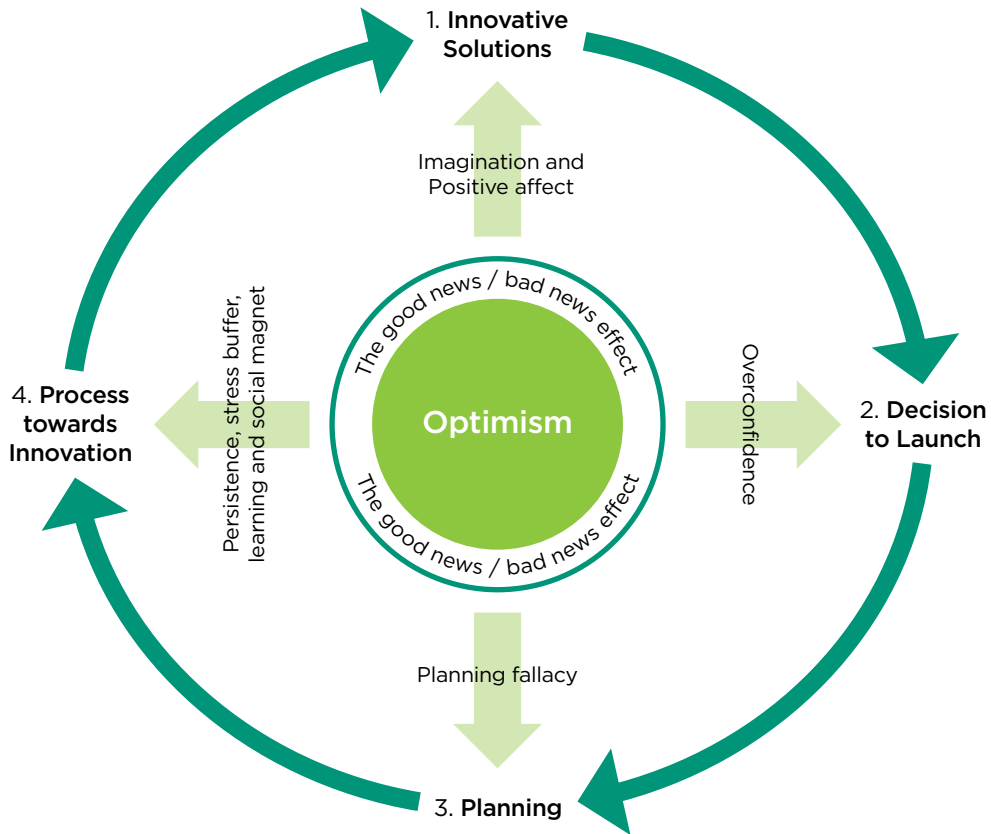 1. Innovative
Solutions
Imagination and
Positive affect
The good news / bad news effect
Persistence, stress buffer,
learning and social magnet
Overconfidence
4. Process
towards
Innovation
Optimism
2. Decision
to Launch
The good news / bad news effect
Planning fallacy
3. Planning